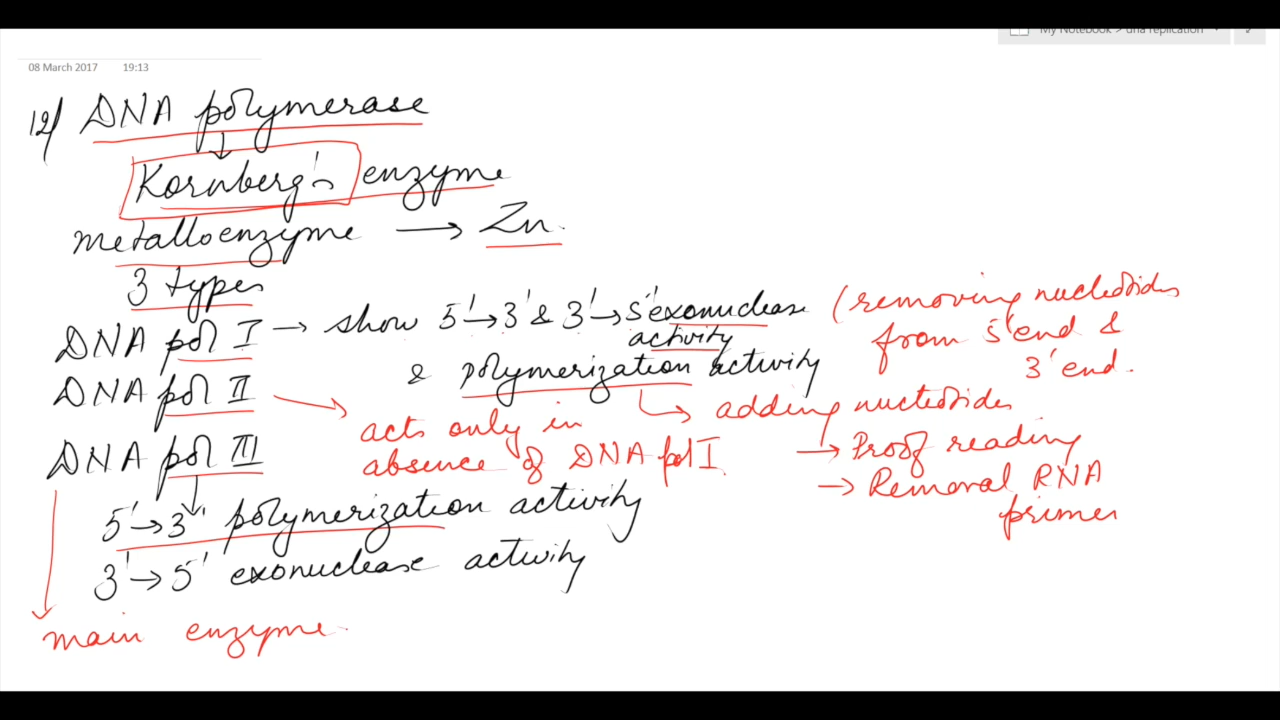 My Notebook > dna replication
08 March 2017 19:13
12) DNA polymerase
↓
Kornberg's enzyme
metalloenzyme → Zn.
3 types
DNA pol I → show 5'→3' & 3'→5' exonuclease (removing nucleotides
activity from 5' end &
& polymerization activity 3' end.
DNA pol II → adding nucleotides
acts only in → Proof reading
DNA pol III absence of DNA pol I → Removal RNA
primer
5'→3' polymerization activity
3'→5' exonuclease activity
main enzyme.